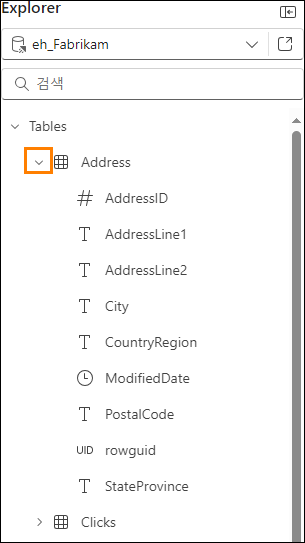 Explorer
eh_Fabrikam
검색
Tables
Address
# AddressID
T AddressLine1
T AddressLine2
T City
T CountryRegion
ModifiedDate
T PostalCode
UID rowguid
T StateProvince
Clicks